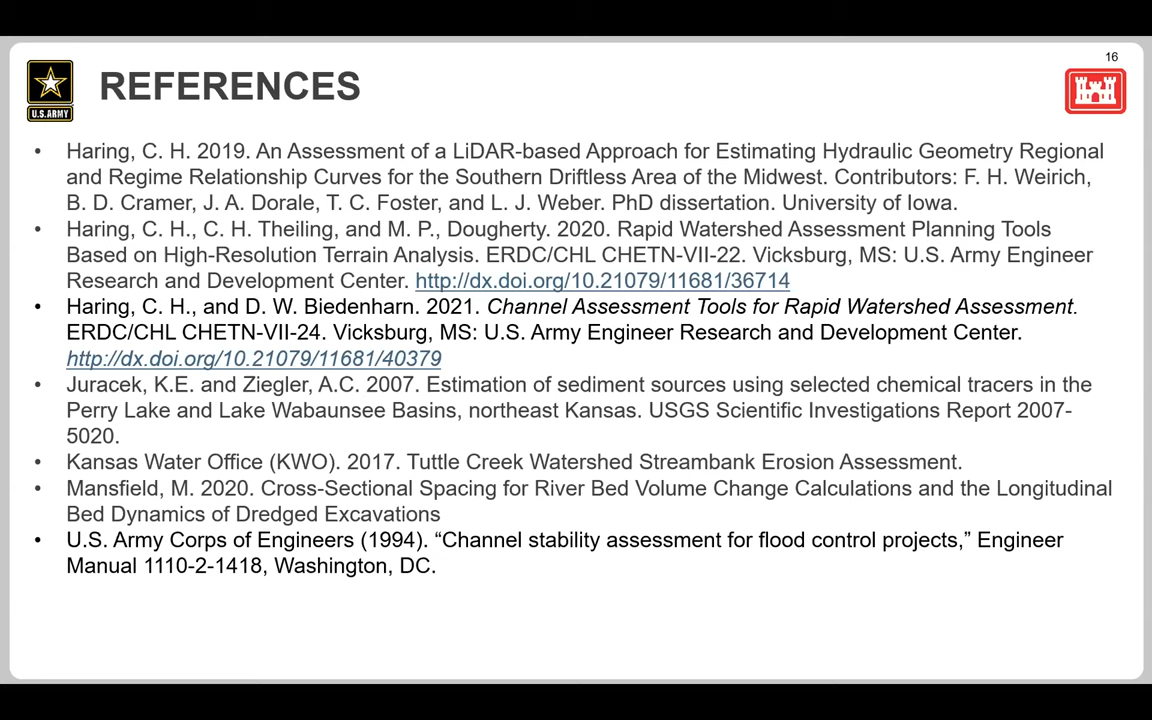 16
U.S.ARMY
REFERENCES
• Haring, C. H. 2019. An Assessment of a LiDAR-based Approach for Estimating Hydraulic Geometry Regional
and Regime Relationship Curves for the Southern Driftless Area of the Midwest. Contributors: F. H. Weirich,
B. D. Cramer, J. A. Dorale, T. C. Foster, and L. J. Weber. PhD dissertation. University of Iowa.
• Haring, C. H., C. H. Theiling, and M. P., Dougherty. 2020. Rapid Watershed Assessment Planning Tools
Based on High-Resolution Terrain Analysis. ERDC/CHL CHETN-VII-22. Vicksburg, MS: U.S. Army Engineer
Research and Development Center. http://dx.doi.org/10.21079/11681/36714
• Haring, C. H., and D. W. Biedenharn. 2021. Channel Assessment Tools for Rapid Watershed Assessment.
ERDC/CHL CHETN-VII-24. Vicksburg, MS: U.S. Army Engineer Research and Development Center.
http://dx.doi.org/10.21079/11681/40379
• Juracek, K.E. and Ziegler, A.C. 2007. Estimation of sediment sources using selected chemical tracers in the
Perry Lake and Lake Wabaunsee Basins, northeast Kansas. USGS Scientific Investigations Report 2007-
5020.
• Kansas Water Office (KWO). 2017. Tuttle Creek Watershed Streambank Erosion Assessment.
• Mansfield, M. 2020. Cross-Sectional Spacing for River Bed Volume Change Calculations and the Longitudinal
Bed Dynamics of Dredged Excavations
• U.S. Army Corps of Engineers (1994). “Channel stability assessment for flood control projects,” Engineer
Manual 1110-2-1418, Washington, DC.